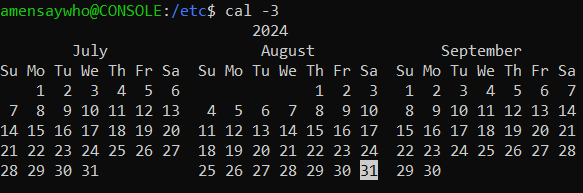 amensaywho@CONSOLE:/etc$ cal -3
                            2024
        July                 August              September
Su Mo Tu We Th Fr Sa  Su Mo Tu We Th Fr Sa  Su Mo Tu We Th Fr Sa
    1  2  3  4  5  6               1  2  3   1  2  3  4  5  6  7
 7  8  9 10 11 12 13   4  5  6  7  8  9 10   8  9 10 11 12 13 14
14 15 16 17 18 19 20  11 12 13 14 15 16 17  15 16 17 18 19 20 21
21 22 23 24 25 26 27  18 19 20 21 22 23 24  22 23 24 25 26 27 28
28 29 30 31           25 26 27 28 29 30 31  29 30